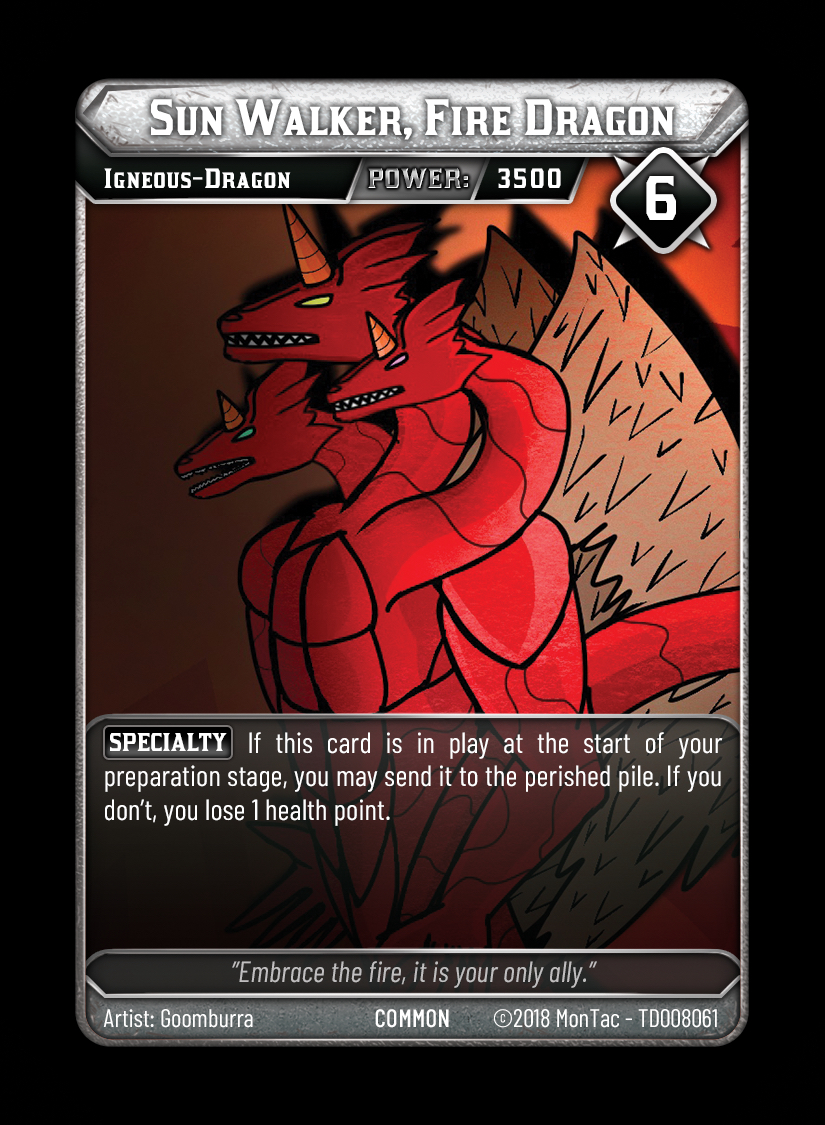 Sun Walker, Fire Dragon
Igneous-Dragon POWER: 3500
6
SPECIALTY If this card is in play at the start of your
preparation stage, you may send it to the perished pile. If you
don't, you lose 1 health point.
"Embrace the fire, it is your only ally."
Artist: Goomburra COMMON ©2018 MonTac - TD008061